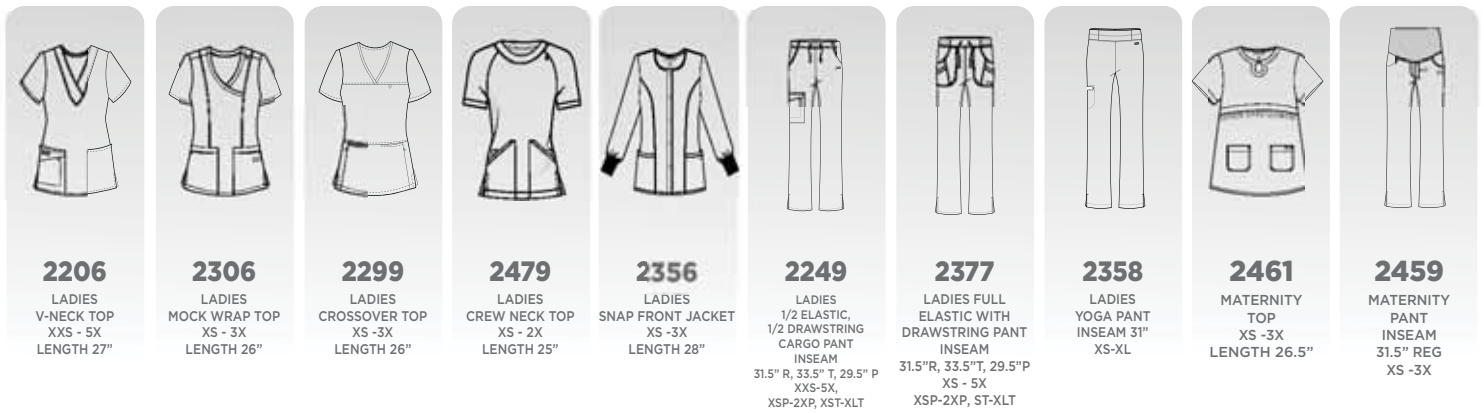 2206
LADIES
V-NECK TOP
XXS - 5X
LENGTH 27”
2306
LADIES
MOCK WRAP TOP
XS - 3X
LENGTH 26”
2299
LADIES
CROSSOVER TOP
XS -3X
LENGTH 26”
2479
LADIES
CREW NECK TOP
XS - 2X
LENGTH 25”
2356
LADIES
SNAP FRONT JACKET
XS -3X
LENGTH 28”
2249
LADIES
1/2 ELASTIC,
1/2 DRAWSTRING
CARGO PANT
INSEAM
31.5” R, 33.5” T, 29.5” P
XXS-5X,
XSP-2XP, XST-XLT
2377
LADIES FULL
ELASTIC WITH
DRAWSTRING PANT
INSEAM
31.5”R, 33.5”T, 29.5”P
XS - 5X
XSP-2XP, ST-XLT
2358
LADIES
YOGA PANT
INSEAM 31”
XS-XL
2461
MATERNITY
TOP
XS -3X
LENGTH 26.5”
2459
MATERNITY
PANT
INSEAM
31.5” REG
XS -3X